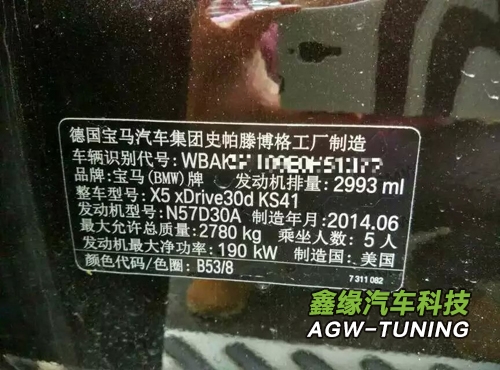 德国宝马汽车集团史帕滕博格工厂制造
车辆识别代号: WBAK
品牌: 宝马(BMW)牌 发动机排量: 2993 ml
整车型号: X5 xDrive30d KS41
发动机型号: N57D30A 制造年月: 2014.06
最大允许总质量: 2780 kg 乘坐人数: 5 人
发动机最大净功率: 190 kW 制造国: 美国
颜色代码/色圈: B53/8
7 311 082
鑫缘汽车科技
AGW-TUNING